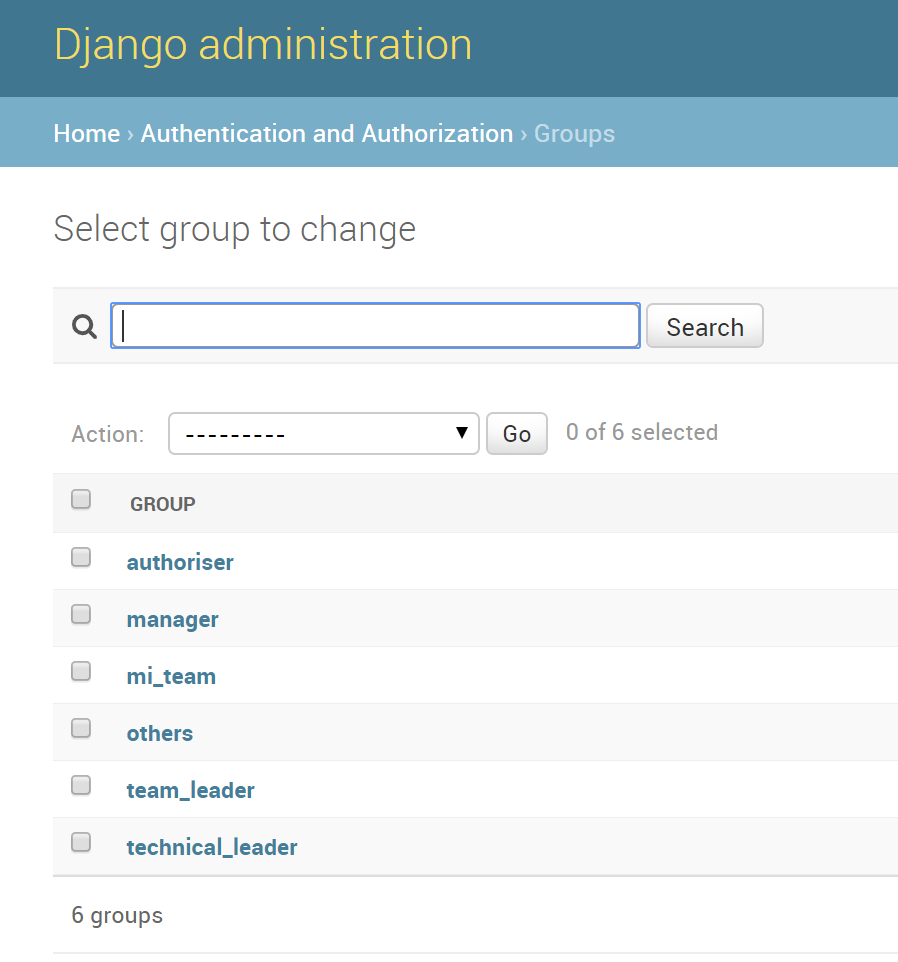 Django administration
Home › Authentication and Authorization › Groups
Select group to change
Search
Action: --------- Go 0 of 6 selected
GROUP
authoriser
manager
mi_team
others
team_leader
technical_leader
6 groups